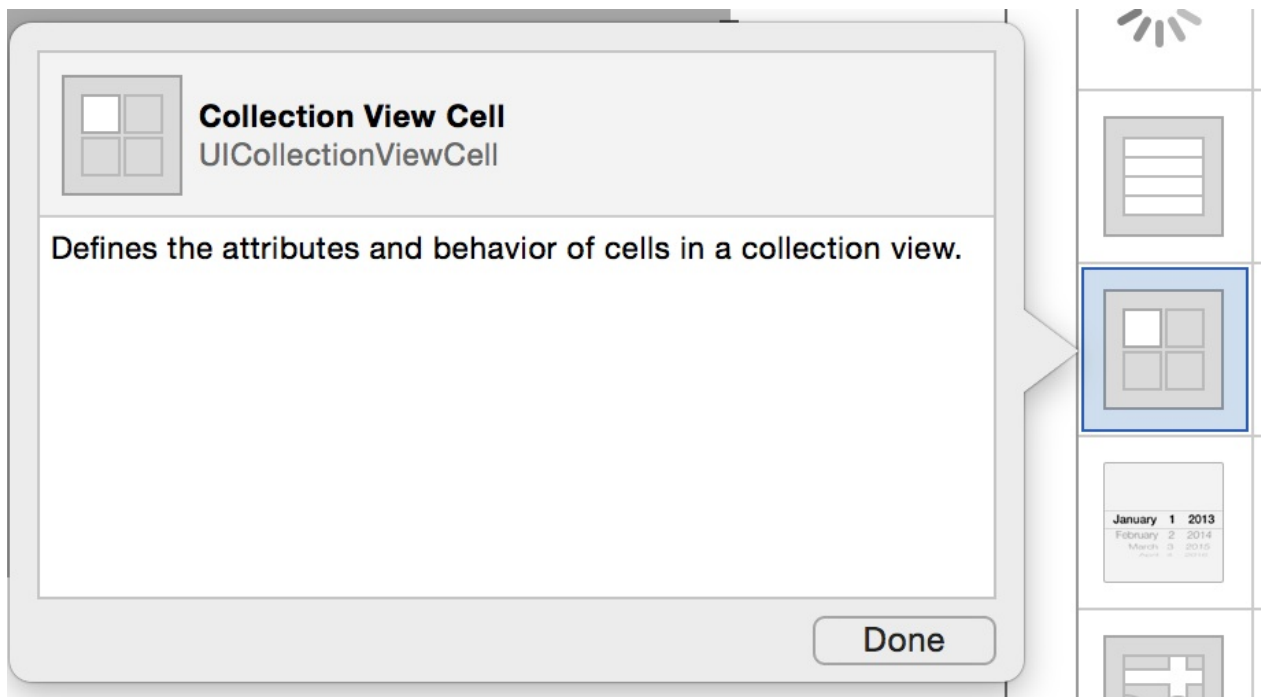 Collection View Cell
UICollectionViewCell
Defines the attributes and behavior of cells in a collection view.
Done
January 1 2013
February 2 2014
March 3 2015